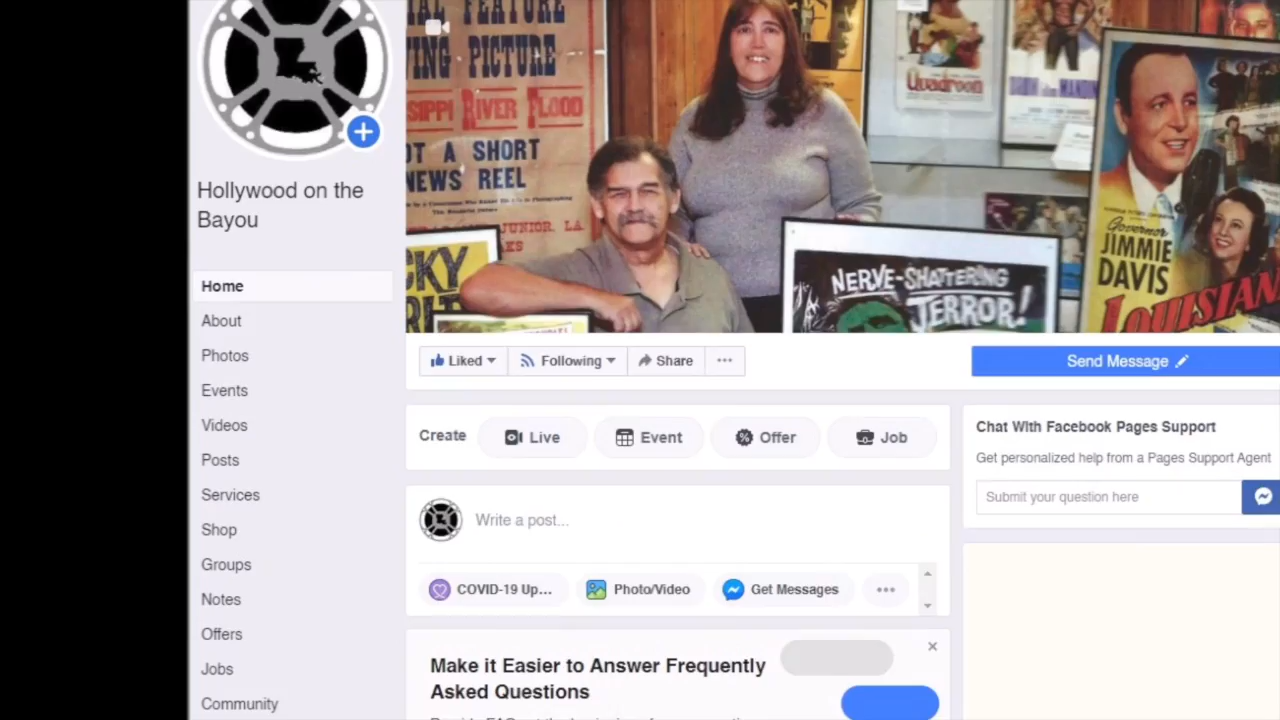 Hollywood on the
Bayou
Home
About
Photos
Events
Videos
Posts
Services
Shop
Groups
Notes
Offers
Jobs
Community
FEATURE
PICTURE
RIVER FLOOD
A SHORT
NEWS REEL
JUNIOR. LA.
Quadroon
NERVE-SHATTERING
TERROR!
Governor
JIMMIE
DAVIS
LOUISIAN
Liked
Following
Share
Send Message
Create
Live
Event
Offer
Job
Write a post...
COVID-19 Up...
Photo/Video
Get Messages
Make it Easier to Answer Frequently
Asked Questions
Chat With Facebook Pages Support
Get personalized help from a Pages Support Agent
Submit your question here